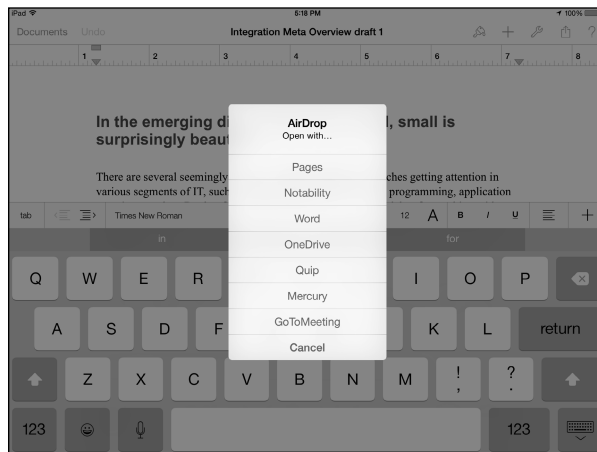 iPad 5:18 PM 100%
Documents Undo Integration Meta Overview draft 1 ?
1 2 3 4 5 6 7 8
In the emerging di l, small is
surprisingly beau
There are several seemingly ches getting attention in
various segments of IT, such programming, application
AirDrop
Open with...
Pages
Notability
Word
OneDrive
Quip
Mercury
GoToMeeting
Cancel
tab Times New Roman 12 A B I U
in for
Q W E R I O P
A S D F K L return
Z X C V B N M ! , ? .
123 123